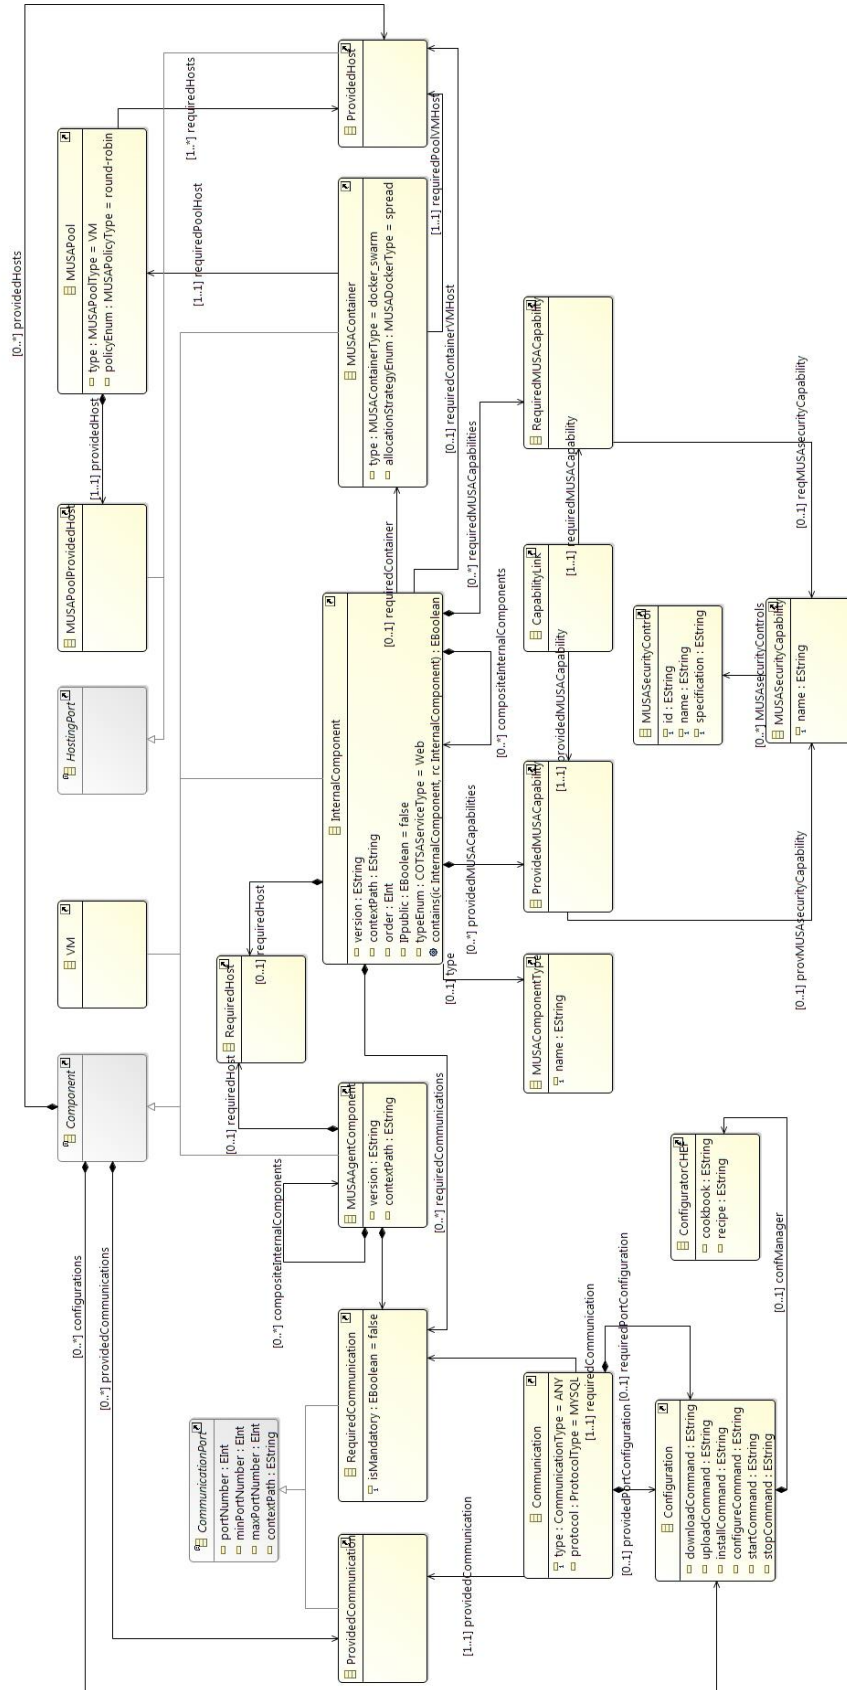 [0..*] providedHosts
ProvidedHost
MUSAPool
type : MUSAPoolType = VM
policyEnum : MUSAPolicyType = round-robin
[1..*] requiredHosts
[1..1] requiredPoolHost
[1..1] requiredPoolVMHost
MUSAContainer
type : MUSAContainerType = docker_swarm
allocationStrategyEnum : MUSADockerType = spread
[0..1] requiredContainerVMHost
[1..1] providedHost
MUSAPoolProvidedHost
[0..1] requiredContainer
HostingPort
VM
Component
InternalComponent
version : EString
contextPath : EString
order : EInt
IPpublic : EBoolean = false
typeEnum : COTSAServiceType = Web
contains(ic InternalComponent, rc InternalComponent) : EBoolean
[0..*] requiredMUSACapabilities
[0..*] compositeInternalComponents
[0..*] providedMUSACapabilities
[0..1] type
RequiredMUSACapability
[1..1] requiredMUSACapability
CapabilityLink
[1..1] providedMUSACapability
ProvidedMUSACapability
[0..1] reqMUSAsecurityCapability
MUSASecurityControl
id : EString
name : EString
specification : EString
[0..*] MUSAsecurityControls
MUSASecurityCapability
name : EString
[0..1] provMUSAsecurityCapability
MUSAComponentType
name : EString
[0..1] requiredHost
RequiredHost
[0..1] requiredHost
MUSAAgentComponent
version : EString
contextPath : EString
[0..*] compositeInternalComponents
[0..*] requiredCommunications
[0..*] configurations
[0..*] providedCommunications
CommunicationPort
portNumber : EInt
minPortNumber : EInt
maxPortNumber : EInt
contextPath : EString
RequiredCommunication
isMandatory : EBoolean = false
ProvidedCommunication
[1..1] providedCommunication
Communication
type : CommunicationType = ANY
protocol : ProtocolType = MYSQL
[1..1] requiredCommunication
[0..1] requiredPortConfiguration
[0..1] providedPortConfiguration
Configuration
downloadCommand : EString
uploadCommand : EString
installCommand : EString
configureCommand : EString
startCommand : EString
stopCommand : EString
ConfiguratorCHEF
cookbook : EString
recipe : EString
[0..1] confManager